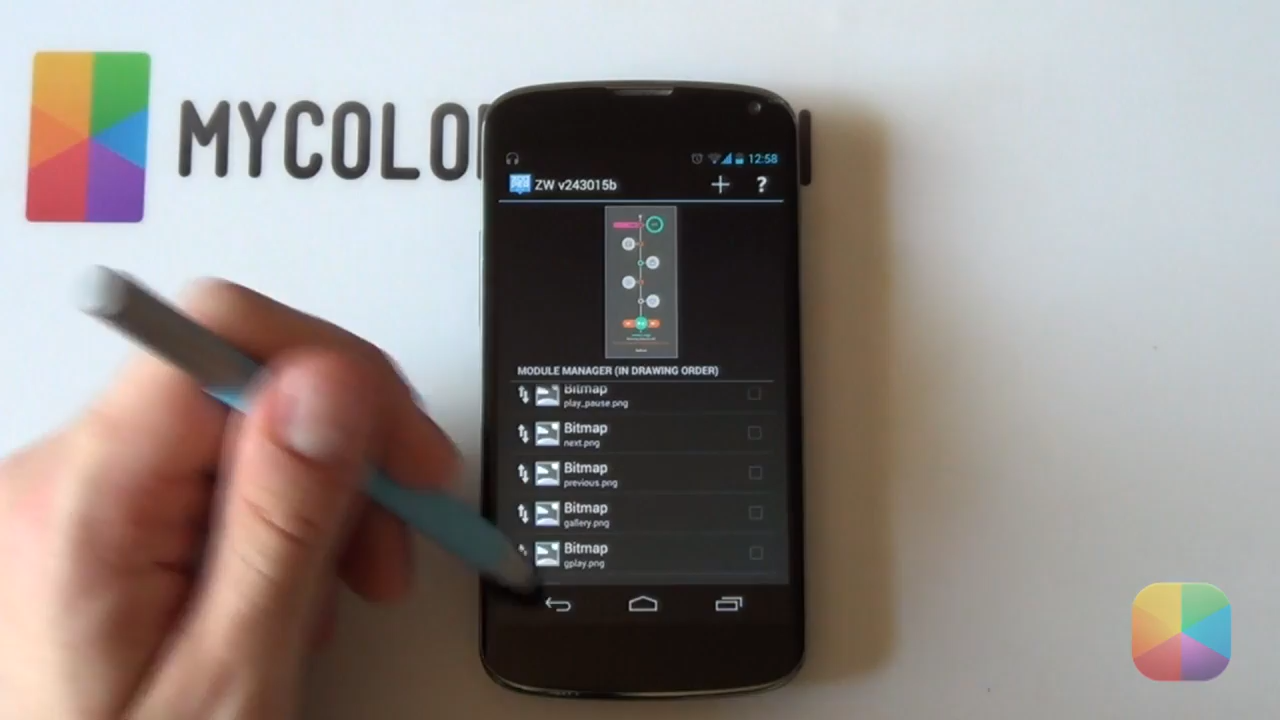 MYCOLO
12:58
ZW v243015b
?
MODULE MANAGER (IN DRAWING ORDER)
Bitmap
play_pause.png
Bitmap
next.png
Bitmap
previous.png
Bitmap
gallery.png
Bitmap
gplay.png